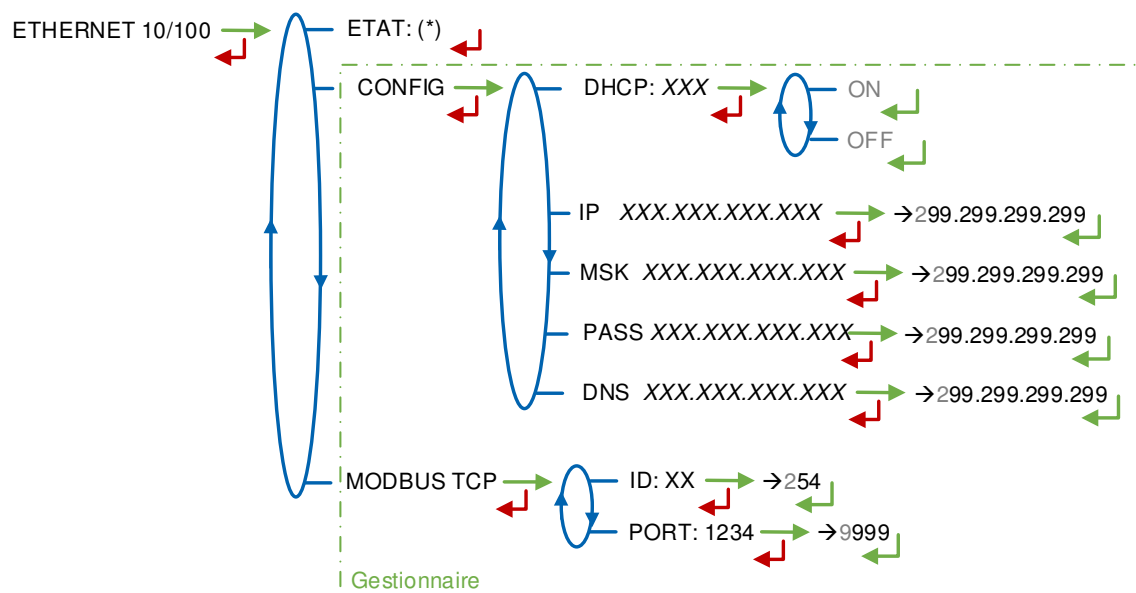 ETHERNET 10/100
ETAT: (*)
CONFIG
DHCP: XXX
ON
OFF
IP XXX.XXX.XXX.XXX →299.299.299.299
MSK XXX.XXX.XXX.XXX →299.299.299.299
PASS XXX.XXX.XXX.XXX →299.299.299.299
DNS XXX.XXX.XXX.XXX →299.299.299.299
MODBUS TCP
ID: XX →254
PORT: 1234 →9999
Gestionnaire